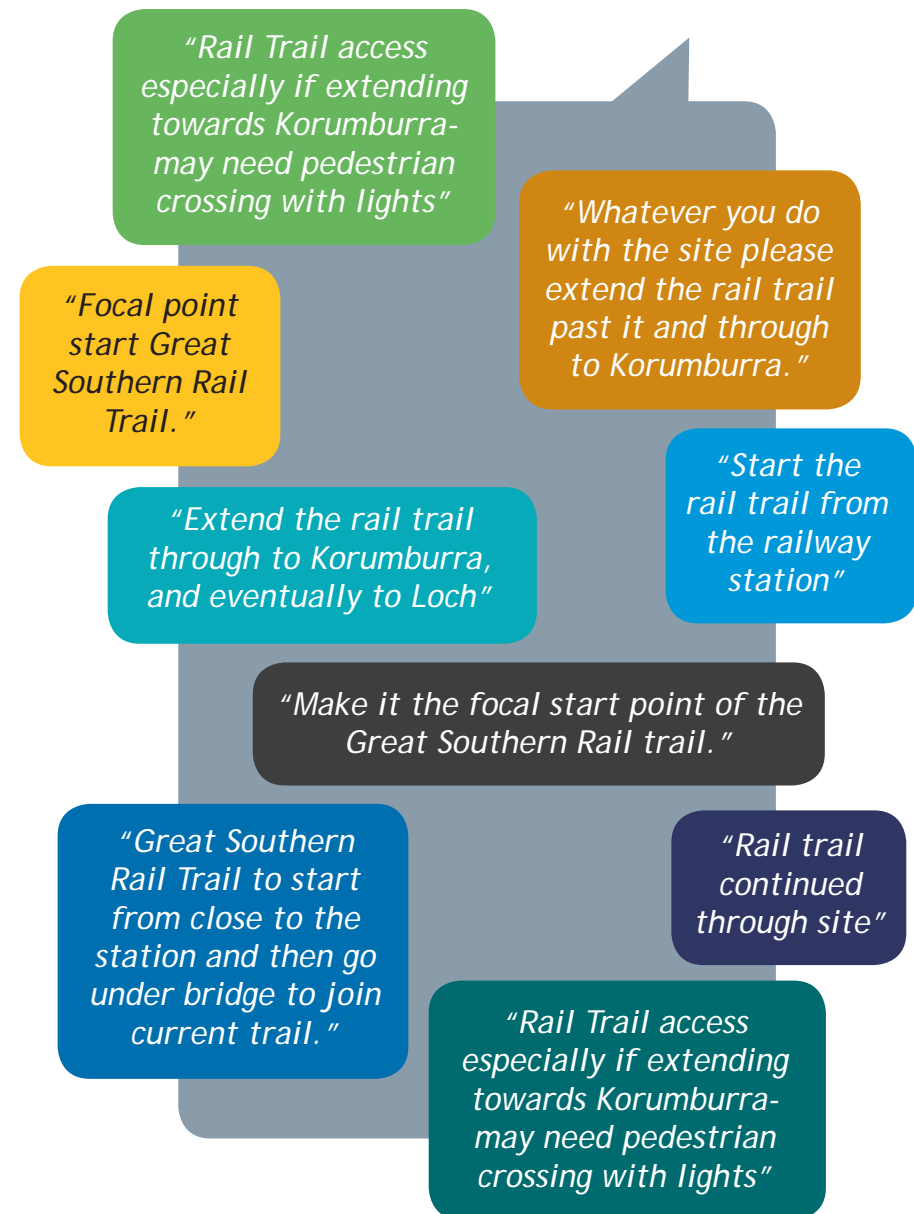 “Rail Trail access
especially if extending
towards Korumburra-
may need pedestrian
crossing with lights”
“Whatever you do
with the site please
extend the rail trail
past it and through
to Korumburra.”
“Focal point
start Great
Southern Rail
Trail.”
“Start the
rail trail from
the railway
station”
“Extend the rail trail
through to Korumburra,
and eventually to Loch”
“Make it the focal start point of the
Great Southern Rail trail.”
“Great Southern
Rail Trail to start
from close to the
station and then go
under bridge to join
current trail.”
“Rail trail
continued
through site”
“Rail Trail access
especially if extending
towards Korumburra-
may need pedestrian
crossing with lights”